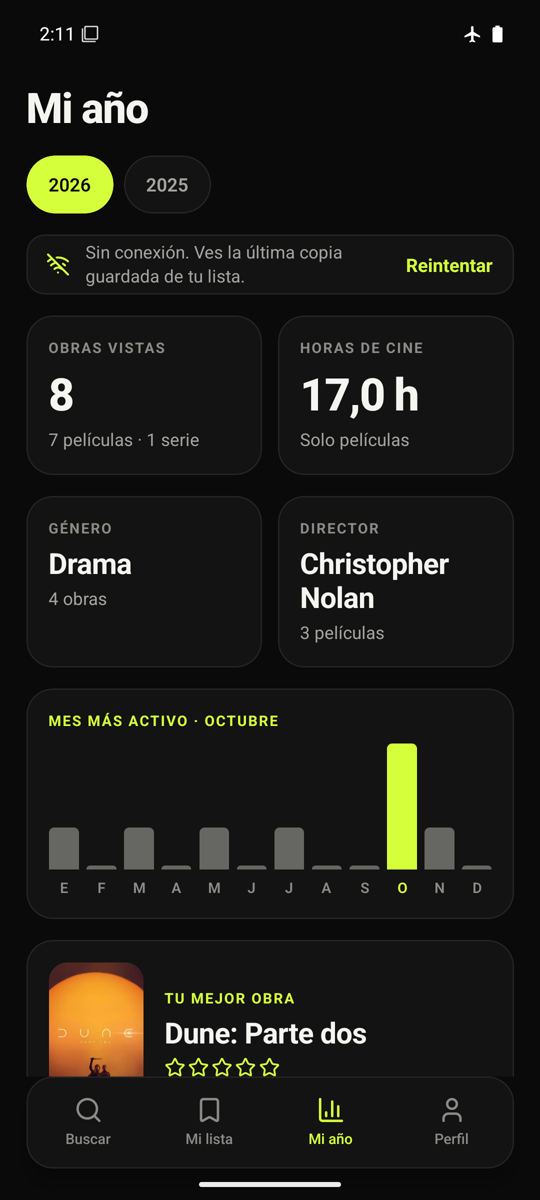 2:11
Mi año
2026
2025
Sin conexión. Ves la última copia
guardada de tu lista.
Reintentar
OBRAS VISTAS
8
7 películas · 1 serie
HORAS DE CINE
17,0 h
Solo películas
GÉNERO
Drama
4 obras
DIRECTOR
Christopher
Nolan
3 películas
MES MÁS ACTIVO · OCTUBRE
E F M A M J J A S O N D
DUNE
TU MEJOR OBRA
Dune: Parte dos
Buscar
Mi lista
Mi año
Perfil